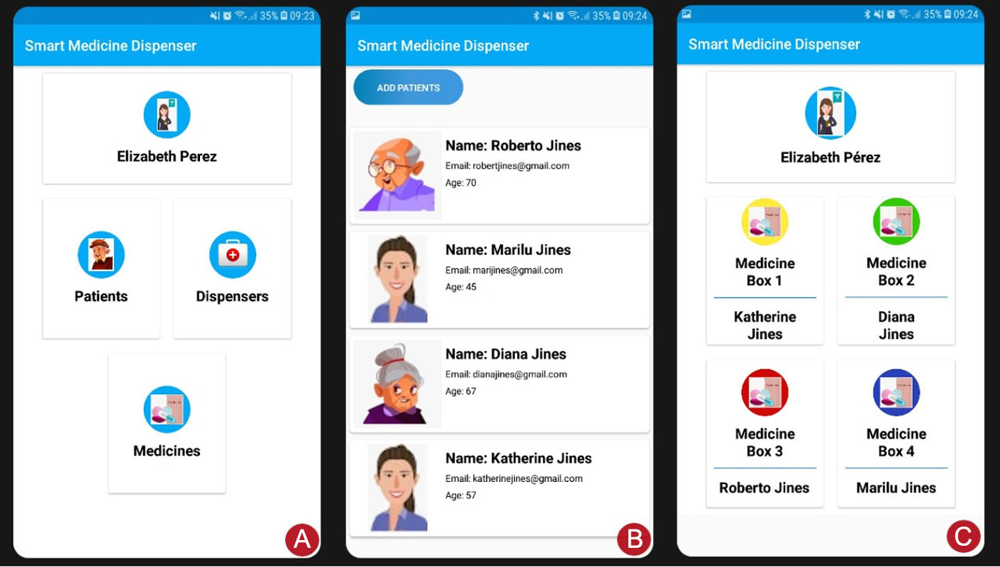 35% 09:23
Smart Medicine Dispenser
Elizabeth Perez
Patients
Dispensers
Medicines
A
35% 09:24
Smart Medicine Dispenser
ADD PATIENTS
Name: Roberto Jines
Email: robertjines@gmail.com
Age: 70
Name: Marilu Jines
Email: marijines@gmail.com
Age: 45
Name: Diana Jines
Email: dianajines@gmail.com
Age: 67
Name: Katherine Jines
Email: katherinejines@gmail.com
Age: 57
B
35% 09:24
Smart Medicine Dispenser
Elizabeth Pérez
Medicine
Box 1
Katherine
Jines
Medicine
Box 2
Diana
Jines
Medicine
Box 3
Roberto Jines
Medicine
Box 4
Marilu Jines
C